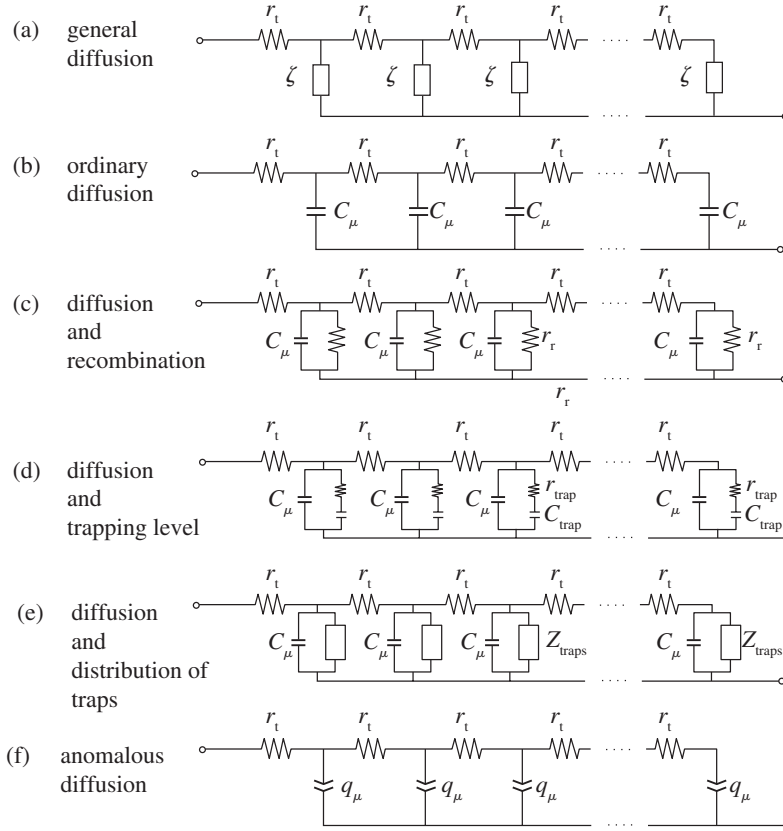 r_t r_t r_t r_t r_t
(a) general diffusion
ζ ζ ζ ζ
r_t r_t r_t r_t r_t
(b) ordinary diffusion
C_μ C_μ C_μ C_μ
r_t r_t r_t r_t r_t
(c) diffusion and recombination
C_μ C_μ C_μ r_r C_μ r_r
r_r
r_t r_t r_t r_t r_t
(d) diffusion and trapping level
C_μ C_μ C_μ r_trap C_trap C_μ r_trap C_trap
r_t r_t r_t r_t r_t
(e) diffusion and distribution of traps
C_μ C_μ C_μ Z_traps C_μ Z_traps
r_t r_t r_t r_t r_t
(f) anomalous diffusion
q_μ q_μ q_μ q_μ